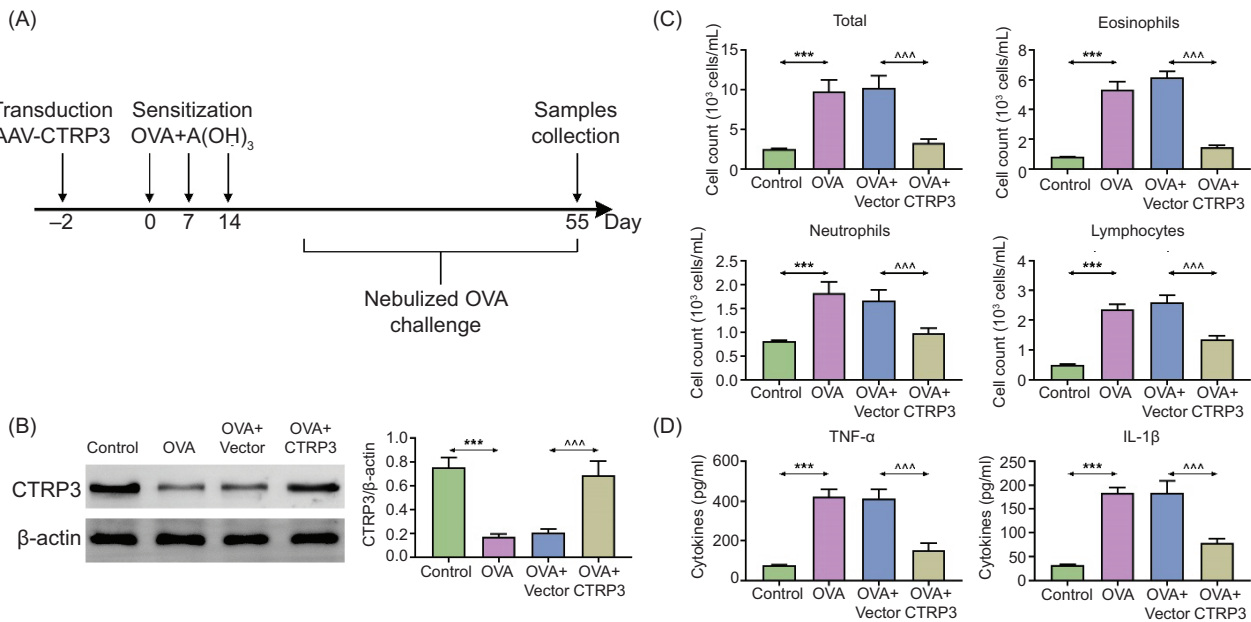 (A)
Transduction
AAV-CTRP3
Sensitization
OVA+A(OH)₃
Samples
collection
–2
0
7
14
55
Day
Nebulized OVA
challenge
(B)
Control
OVA
OVA+
Vector
OVA+
CTRP3
CTRP3
β-actin
CTRP3/β-actin
0.8
0.6
0.4
0.2
0.0
***
^^^
Control
OVA
OVA+
Vector
OVA+
CTRP3
(C)
Total
Cell count (10³ cells/mL)
15
10
5
0
***
^^^
Control
OVA
OVA+
Vector
OVA+
CTRP3
Eosinophils
Cell count (10³ cells/mL)
8
6
4
2
0
***
^^^
Control
OVA
OVA+
Vector
OVA+
CTRP3
Neutrophils
Cell count (10³ cells/mL)
2.5
2.0
1.5
1.0
0.5
0.0
***
^^^
Control
OVA
OVA+
Vector
OVA+
CTRP3
Lymphocytes
Cell count (10³ cells/mL)
4
3
2
1
0
***
^^^
Control
OVA
OVA+
Vector
OVA+
CTRP3
(D)
TNF-α
Cytokines (pg/ml)
600
400
200
0
***
^^^
Control
OVA
OVA+
Vector
OVA+
CTRP3
IL-1β
Cytokines (pg/ml)
250
200
150
100
50
0
***
^^^
Control
OVA
OVA+
Vector
OVA+
CTRP3